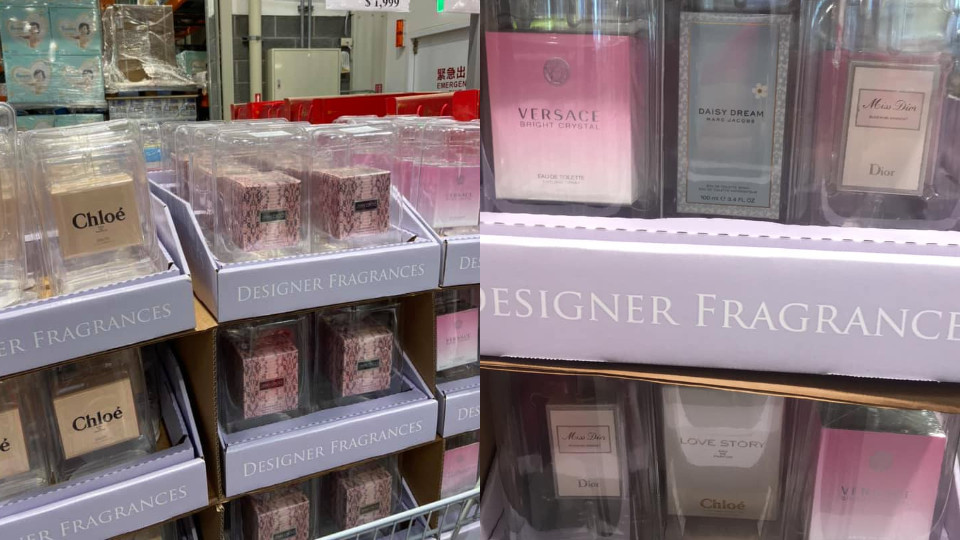 $1,999
緊急出
EMERGEN
Chloé
DESIGNER FRAGRANCES
ER FRAGRANCES
DESIGNER FRAGRANCES
Chloé
ER FRAGRANCES
VERSACE
BRIGHT CRYSTAL
EAU DE TOILETTE
DAISY DREAM
MARC JACOBS
100 ml e 3.4 FL. OZ
Miss Dior
Dior
DESIGNER FRAGRANCE
Miss Dior
Dior
LOVE STORY
Chloé